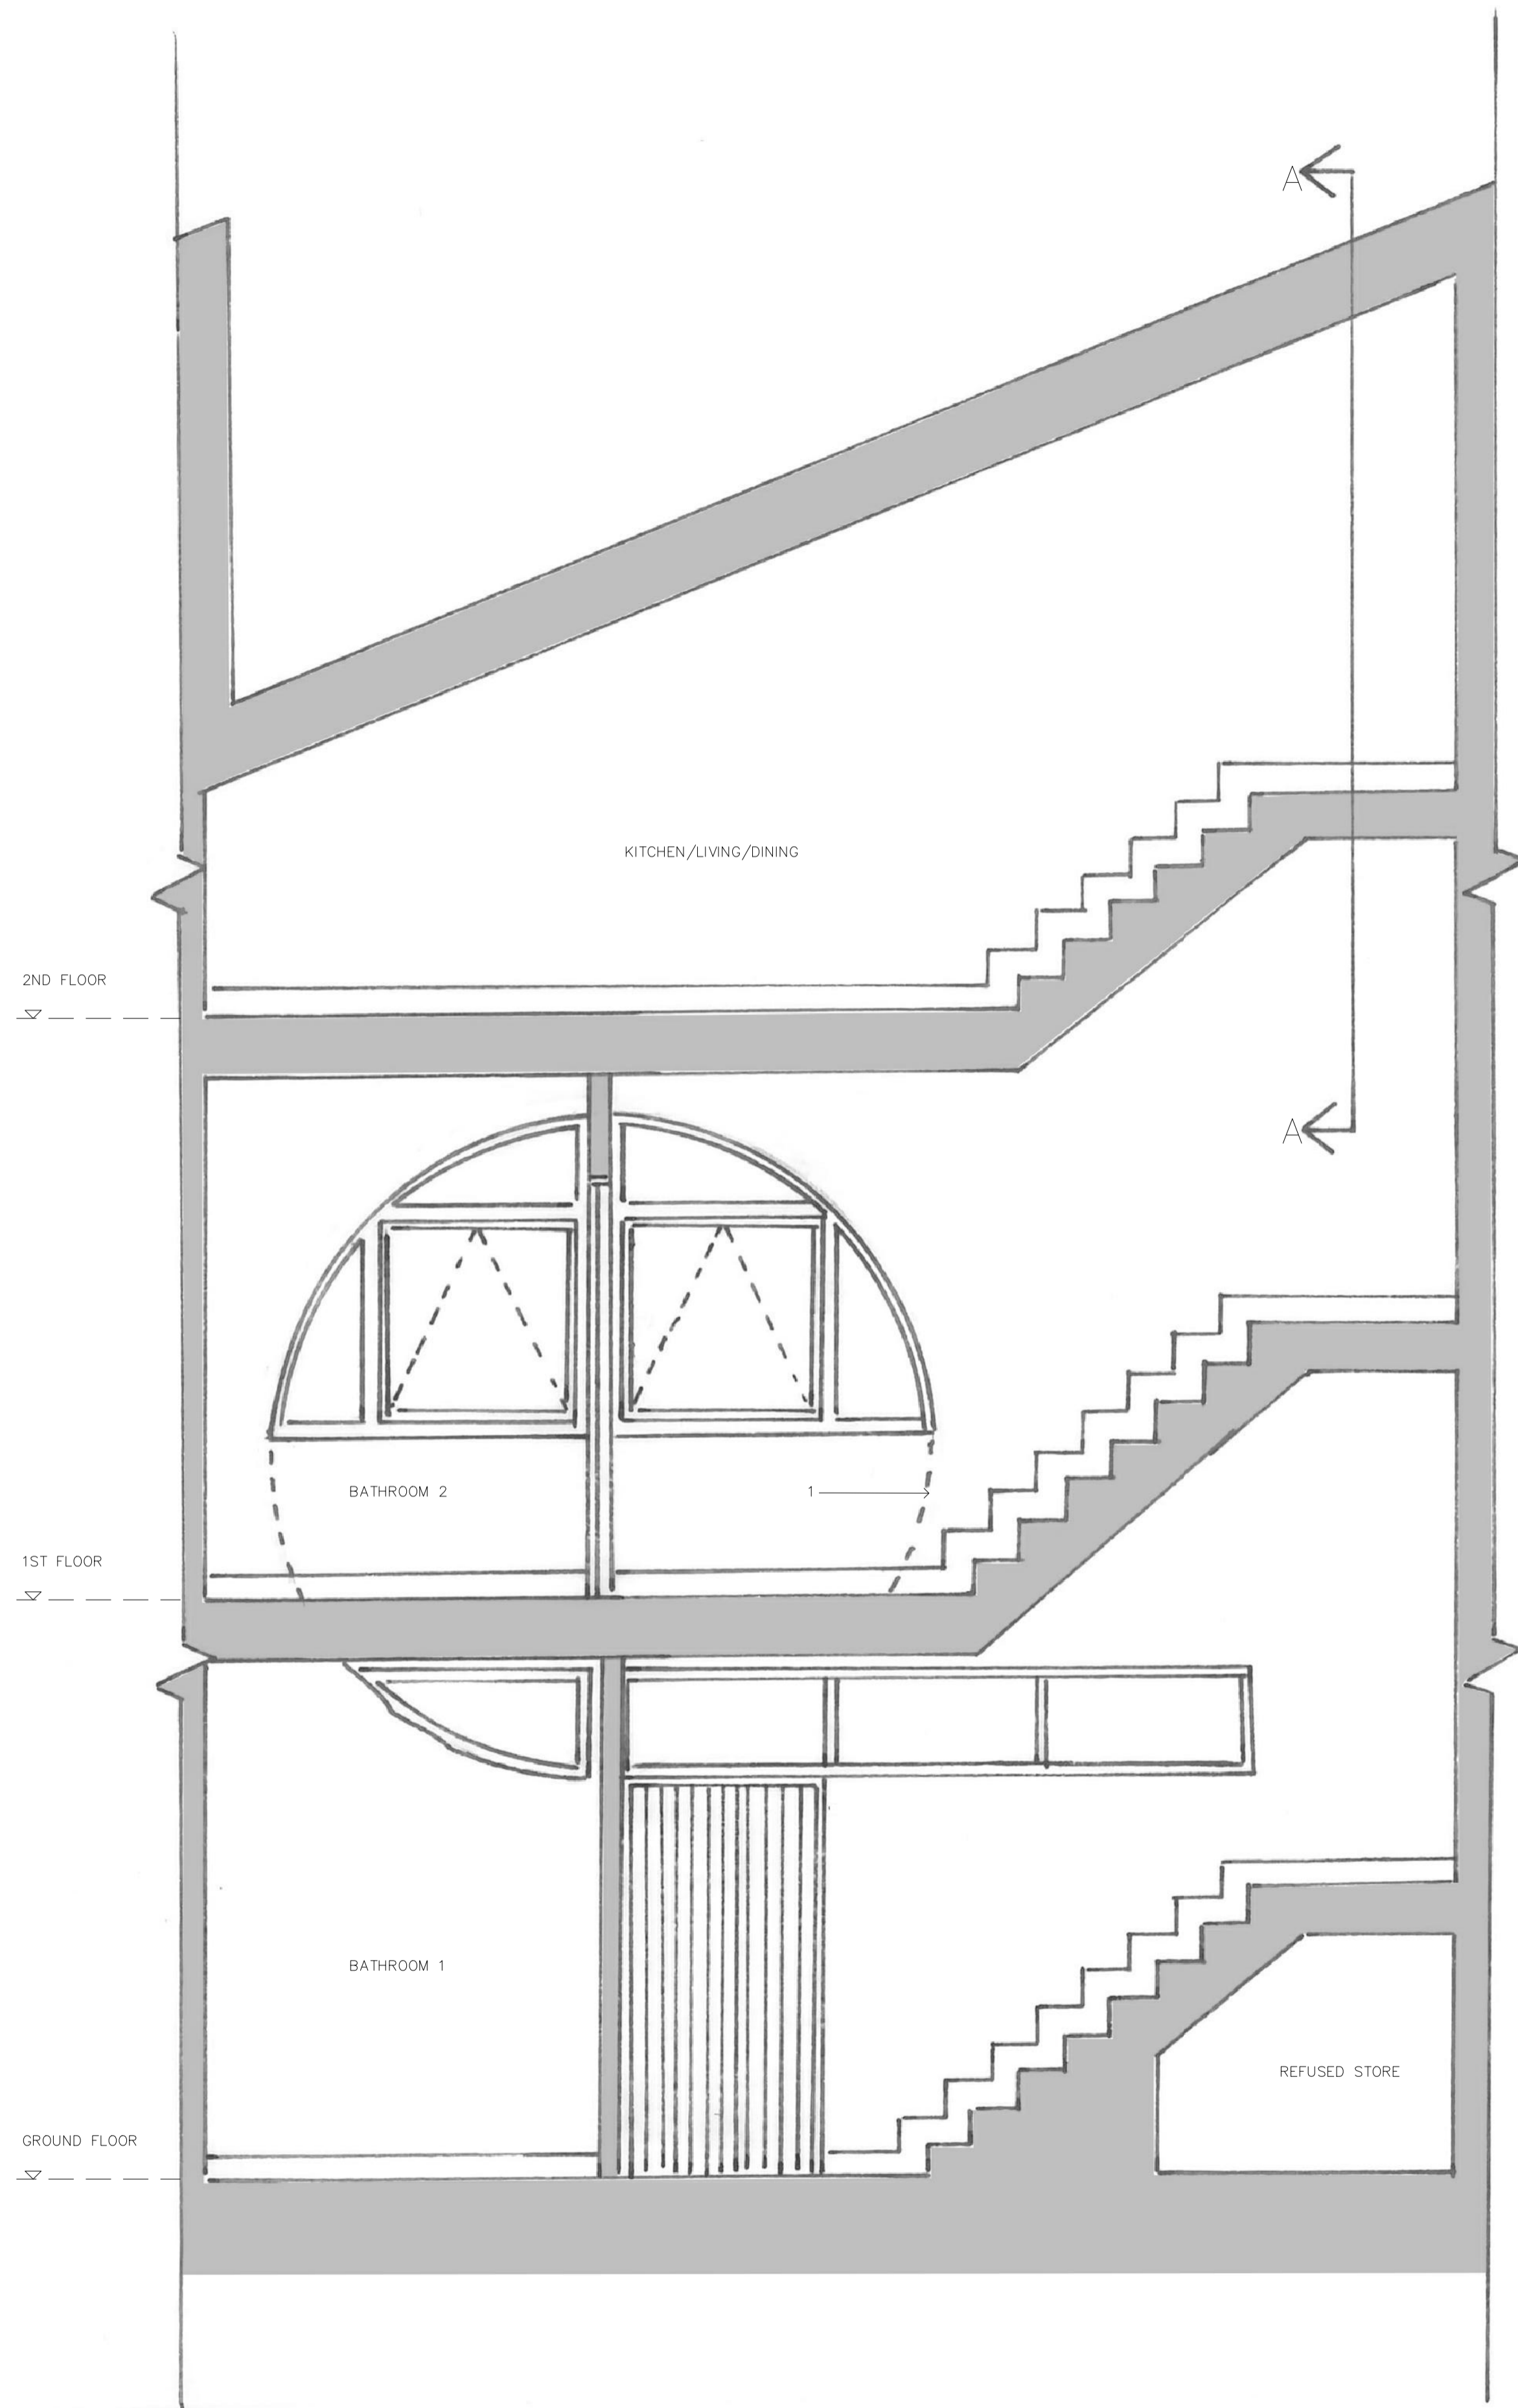 A
KITCHEN/LIVING/DINING
2ND FLOOR
A
BATHROOM 2
1
1ST FLOOR
BATHROOM 1
REFUSED STORE
GROUND FLOOR